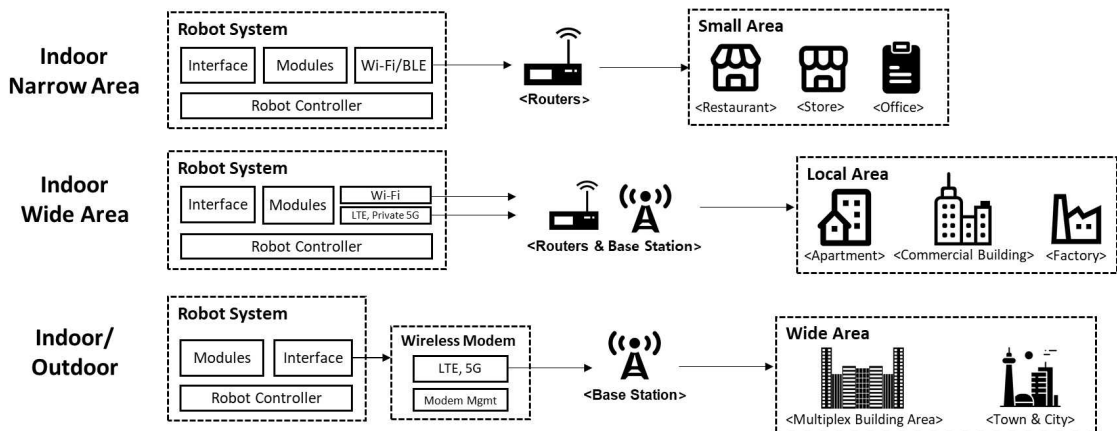 Indoor
Narrow Area
Robot System
Interface
Modules
Wi-Fi/BLE
Robot Controller
<Routers>
Small Area
<Restaurant>
<Store>
<Office>
Indoor
Wide Area
Robot System
Interface
Modules
Wi-Fi
LTE, Private 5G
Robot Controller
<Routers & Base Station>
Local Area
<Apartment>
<Commercial Building>
<Factory>
Indoor/
Outdoor
Robot System
Modules
Interface
Robot Controller
Wireless Modem
LTE, 5G
Modem Mgmt
<Base Station>
Wide Area
<Multiplex Building Area>
<Town & City>